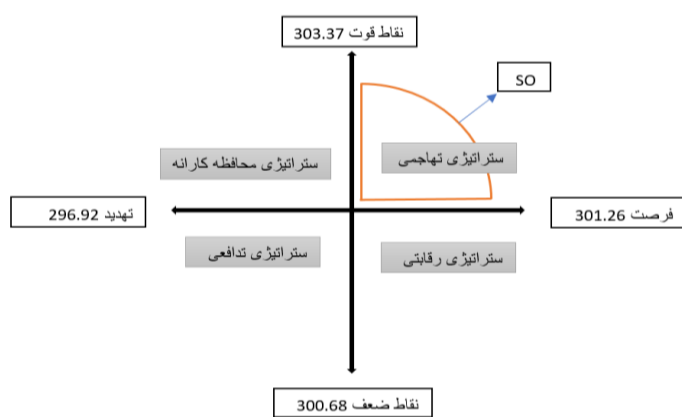 نقاط قوت 303.37
SO
ستراتیژی تهاجمی
ستراتیژی محافظه کارانه
فرصت 301.26
تهدید 296.92
ستراتیژی رقابتی
ستراتیژی تدافعی
نقاط ضعف 300.68